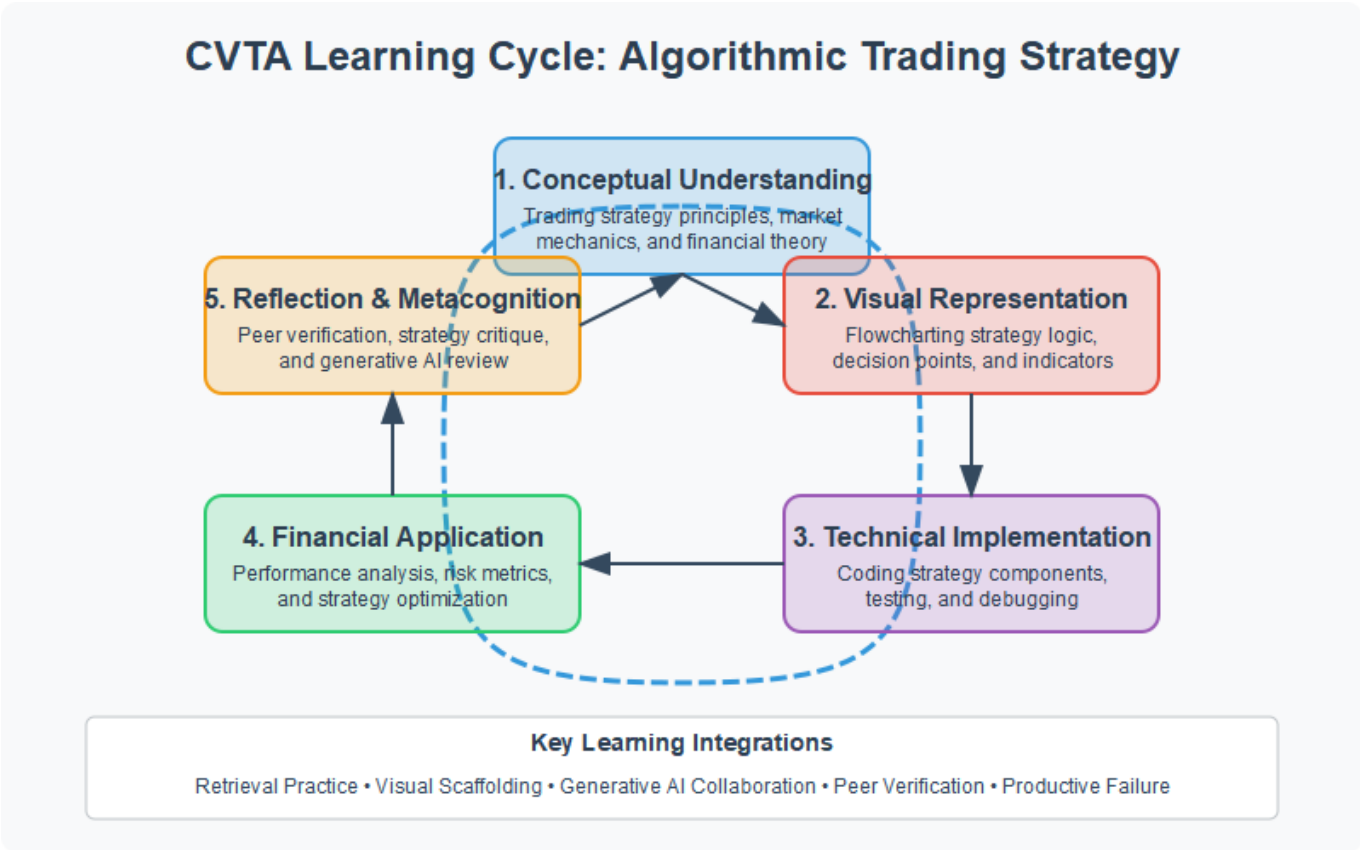 CVTA Learning Cycle: Algorithmic Trading Strategy
1. Conceptual Understanding
Trading strategy principles, market
mechanics, and financial theory
2. Visual Representation
Flowcharting strategy logic,
decision points, and indicators
3. Technical Implementation
Coding strategy components,
testing, and debugging
4. Financial Application
Performance analysis, risk metrics,
and strategy optimization
5. Reflection & Metacognition
Peer verification, strategy critique,
and generative AI review
Key Learning Integrations
Retrieval Practice • Visual Scaffolding • Generative AI Collaboration • Peer Verification • Productive Failure